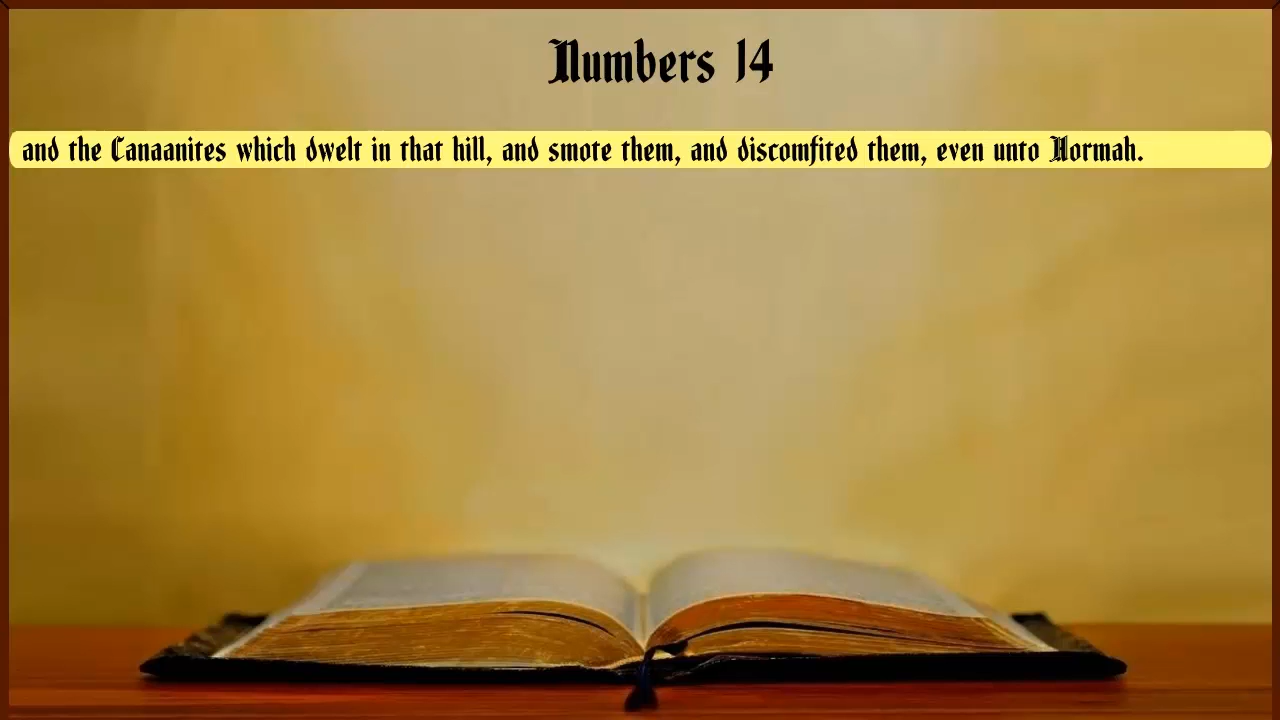 Numbers 14
and the Canaanites which dwelt in that hill, and smote them, and discomfited them, even unto Hormah.